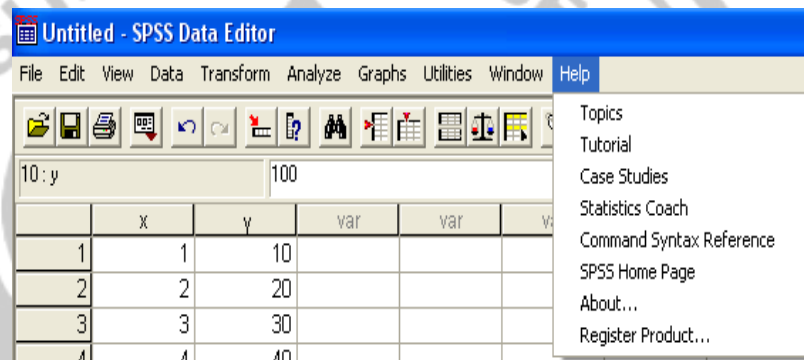 Untitled - SPSS Data Editor
File Edit View Data Transform Analyze Graphs Utilities Window Help
Topics
Tutorial
Case Studies
Statistics Coach
Command Syntax Reference
SPSS Home Page
About...
Register Product...
10 : y 100
x y var var
1 1 10
2 2 20
3 3 30
4 4 40